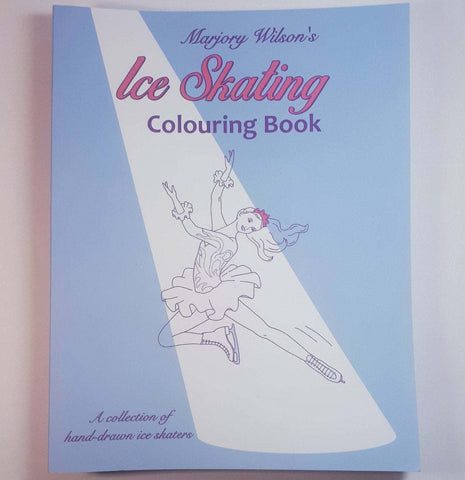 Marjory Wilson's
Ice Skating
Colouring Book
A collection of
hand-drawn ice skaters